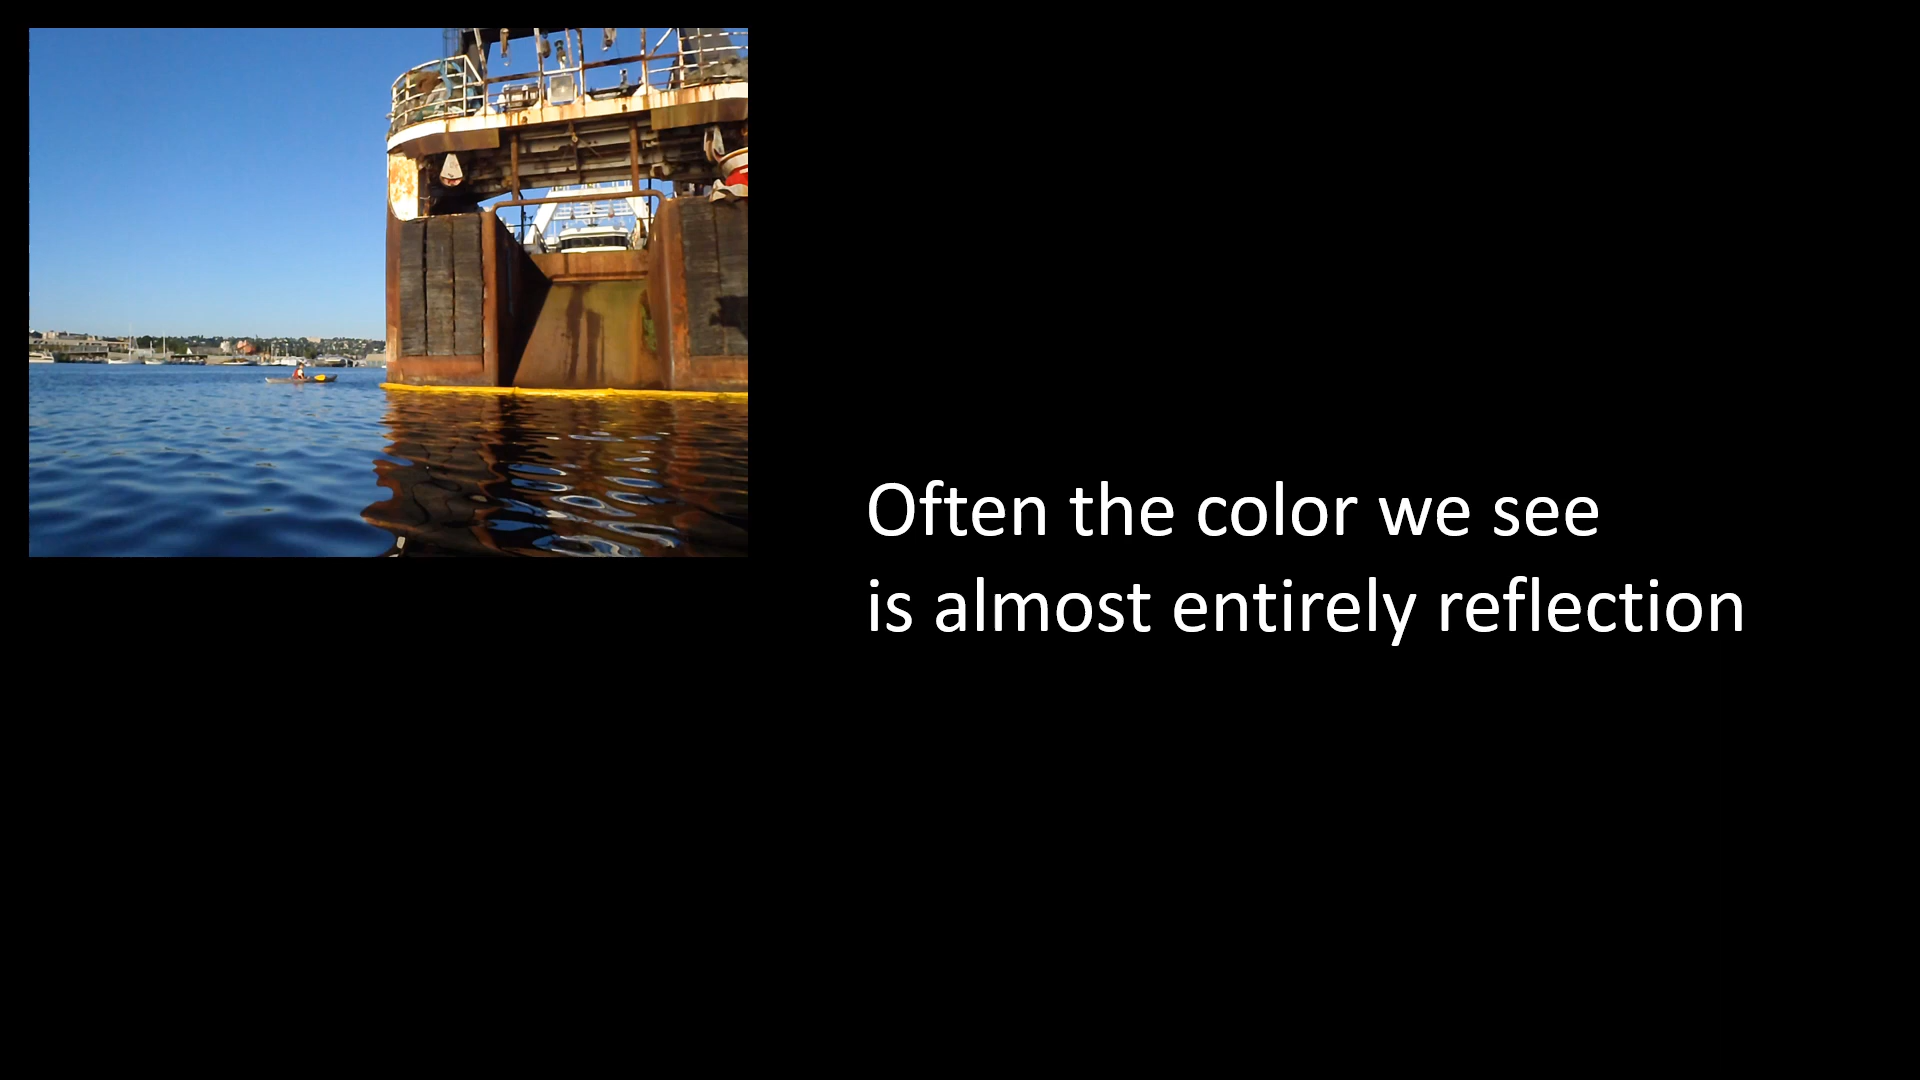 Often the color we see
is almost entirely reflection